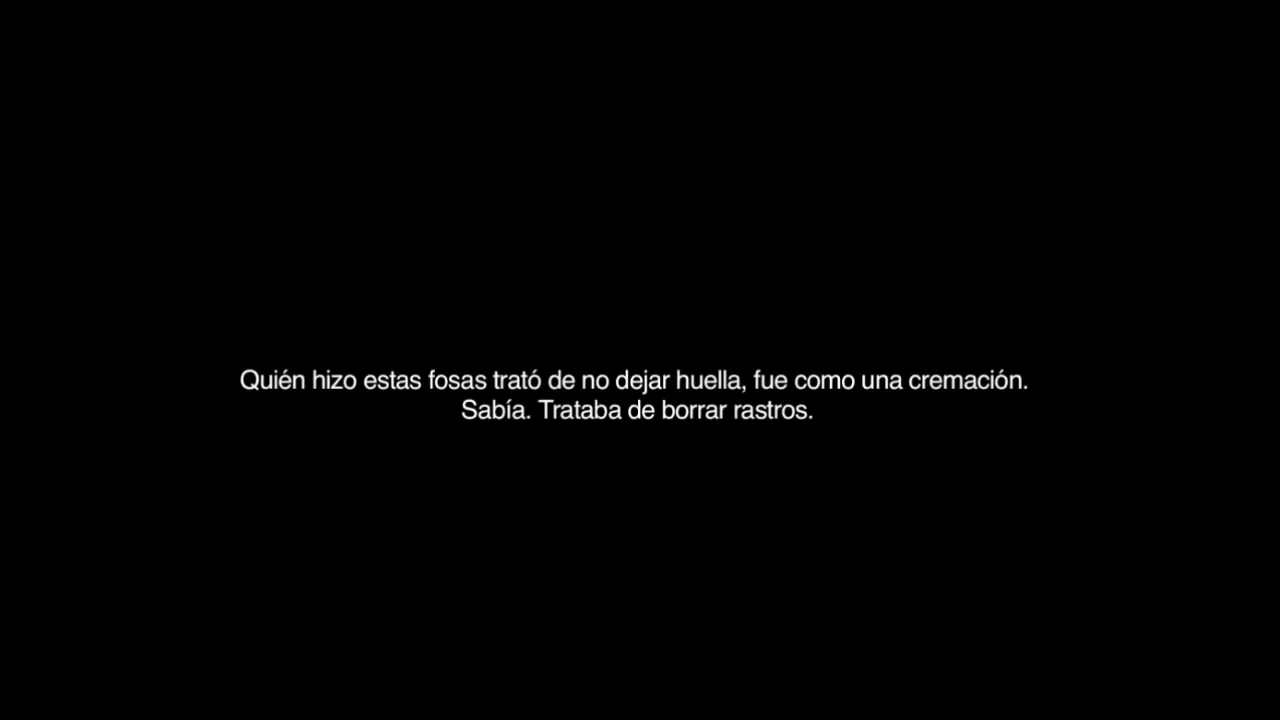 Quién hizo estas fosas trató de no dejar huella, fue como una cremación.
Sabía. Trataba de borrar rastros.